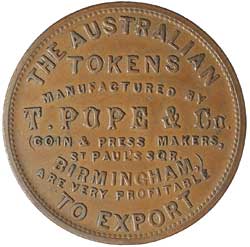 THE AUSTRALIAN
TOKENS
MANUFACTURED BY
T. POPE & Co.
(COIN & PRESS MAKERS,
ST PAUL'S SQR.
BIRMINGHAM,)
ARE VERY PROFITABLE
TO EXPORT